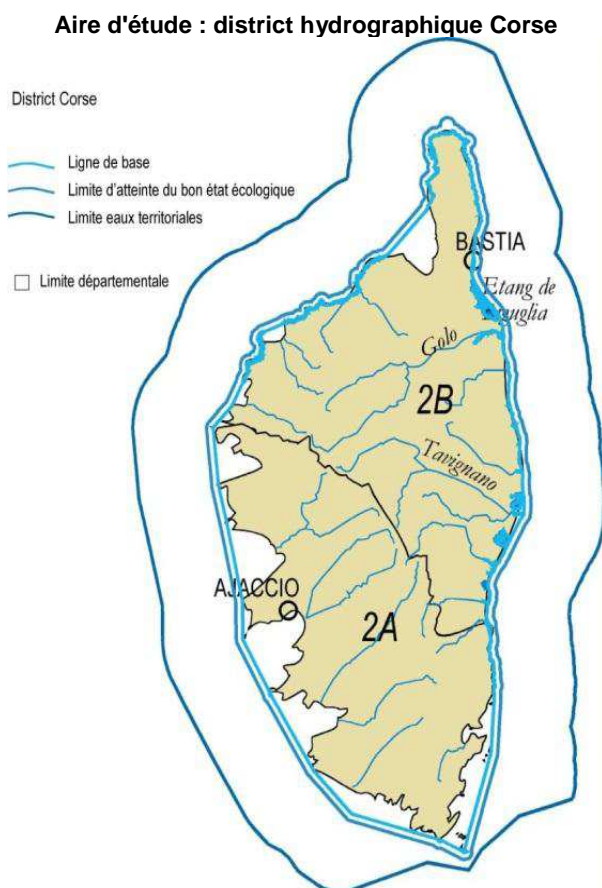 Aire d'étude : district hydrographique Corse
District Corse
Ligne de base
Limite d'atteinte du bon état écologique
Limite eaux territoriales
Limite départementale
BASTIA
Etang de
Golo
2B
Tavignano
AJACCIO
2A